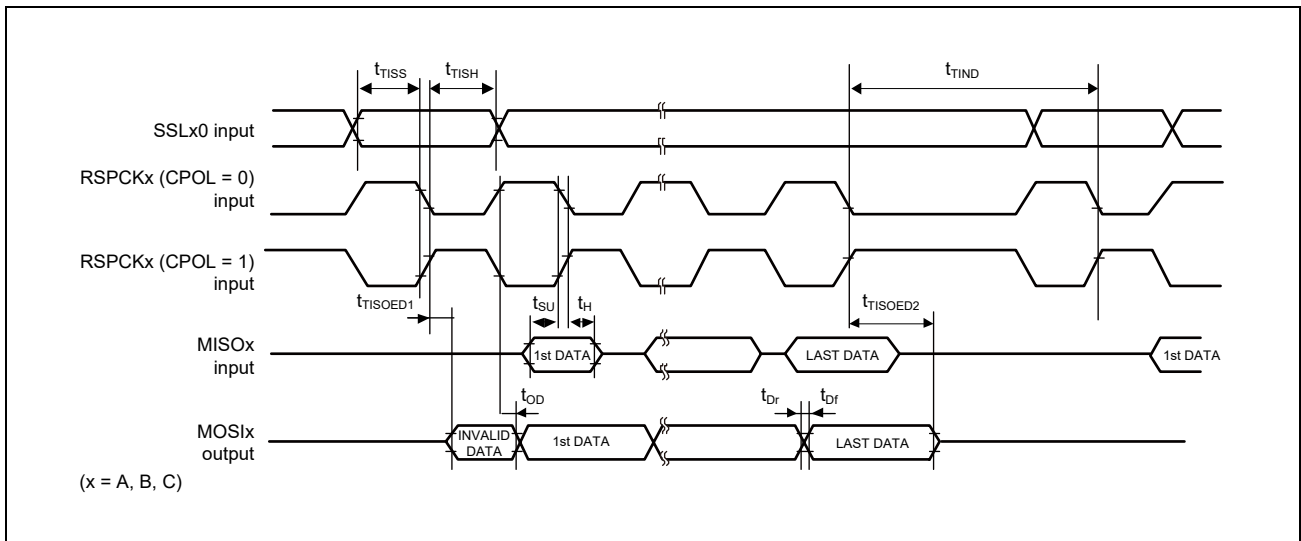 tTISS
tTISH
tTIND
SSLx0 input
RSPCKx (CPOL = 0)
input
RSPCKx (CPOL = 1)
input
tTISOED1
tSU
tH
tTISOED2
MISOx
input
1st DATA
LAST DATA
1st DATA
tOD
tDr
tDf
MOSIx
output
INVALID
DATA
1st DATA
LAST DATA
(x = A, B, C)